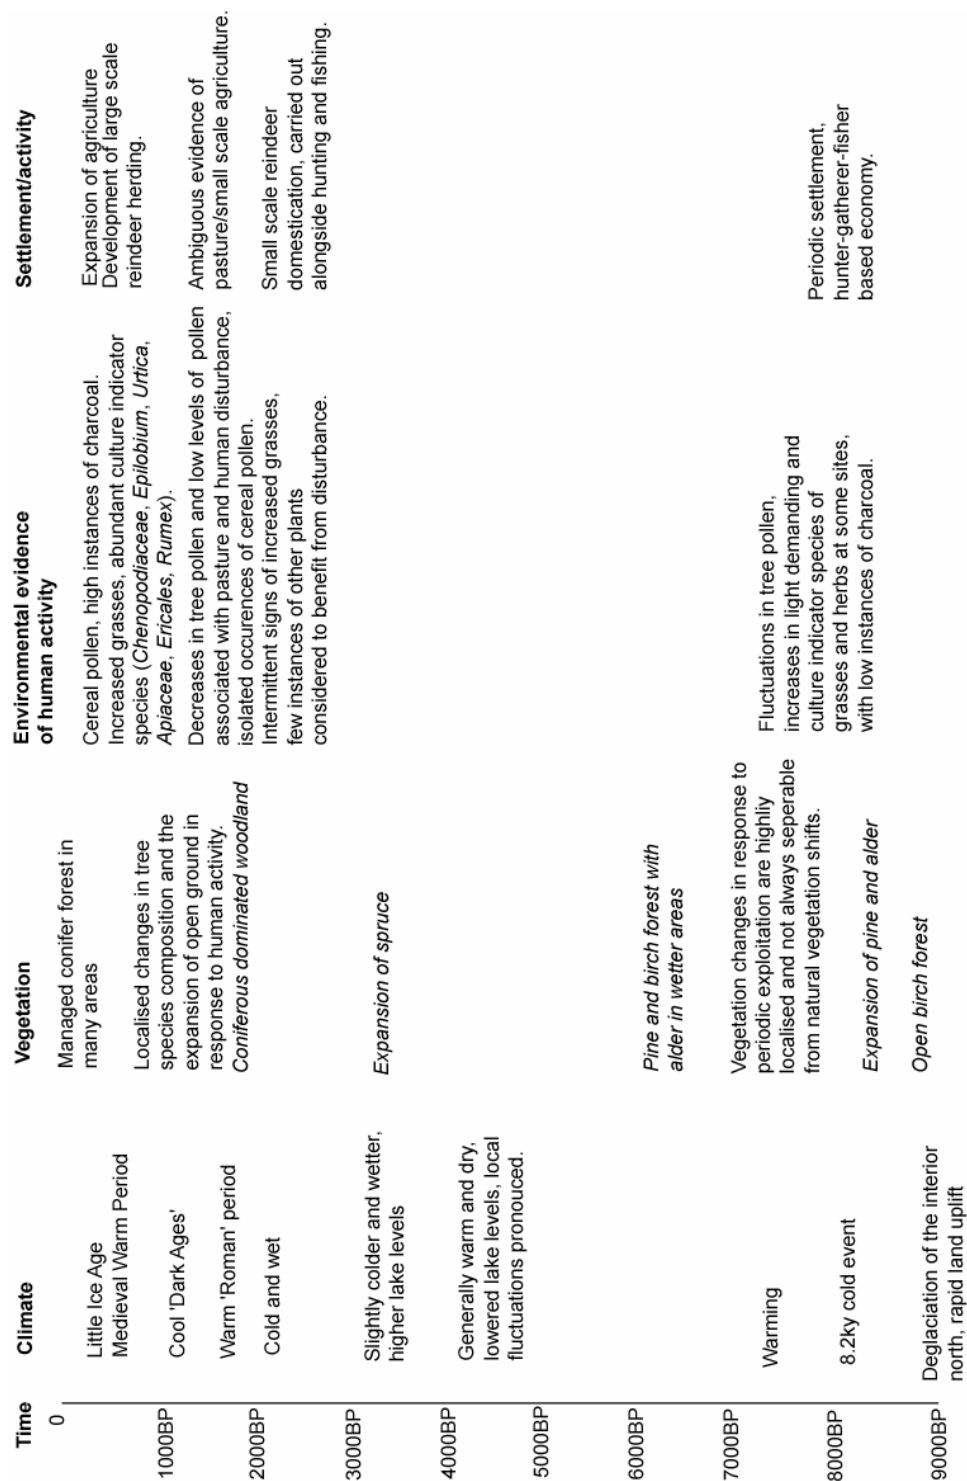 Time
0
1000BP
2000BP
3000BP
4000BP
5000BP
6000BP
7000BP
8000BP
9000BP
Climate
Little Ice Age
Medieval Warm Period
Cool 'Dark Ages'
Warm 'Roman' period
Cold and wet
Slightly colder and wetter,
higher lake levels
Generally warm and dry,
lowered lake levels, local
fluctuations pronouced.
Warming
8.2ky cold event
Deglaciation of the interior
north, rapid land uplift
Vegetation
Managed conifer forest in
many areas
Localised changes in tree
species composition and the
expansion of open ground in
response to human activity.
Coniferous dominated woodland
Expansion of spruce
Pine and birch forest with
alder in wetter areas
Vegetation changes in response to
periodic exploitation are highliy
localised and not always seperable
from natural vegetation shifts.
Expansion of pine and alder
Open birch forest
Environmental evidence
of human activity
Cereal pollen, high instances of charcoal.
Increased grasses, abundant culture indicator
species (Chenopodiaceae, Epilobium, Urtica,
Apiaceae, Ericales, Rumex).
Decreases in tree pollen and low levels of pollen
associated with pasture and human disturbance,
isolated occurences of cereal pollen.
Intermittent signs of increased grasses,
few instances of other plants
considered to benefit from disturbance.
Fluctuations in tree pollen,
increases in light demanding and
culture indicator species of
grasses and herbs at some sites,
with low instances of charcoal.
Settlement/activity
Expansion of agriculture
Development of large scale
reindeer herding.
Ambiguous evidence of
pasture/small scale agriculture.
Small scale reindeer
domestication, carried out
alongside hunting and fishing.
Periodic settlement,
hunter-gatherer-fisher
based economy.